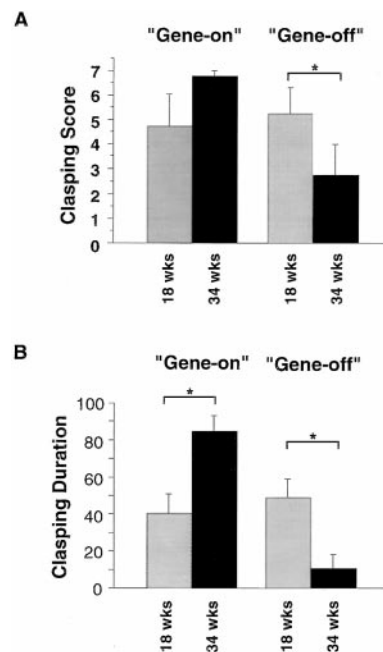 A
"Gene-on" "Gene-off"
Clasping Score
7
6
5
4
3
2
1
0
*
18 wks 34 wks 18 wks 34 wks
B
"Gene-on" "Gene-off"
Clasping Duration
100
80
60
40
20
0
* *
18 wks 34 wks 18 wks 34 wks